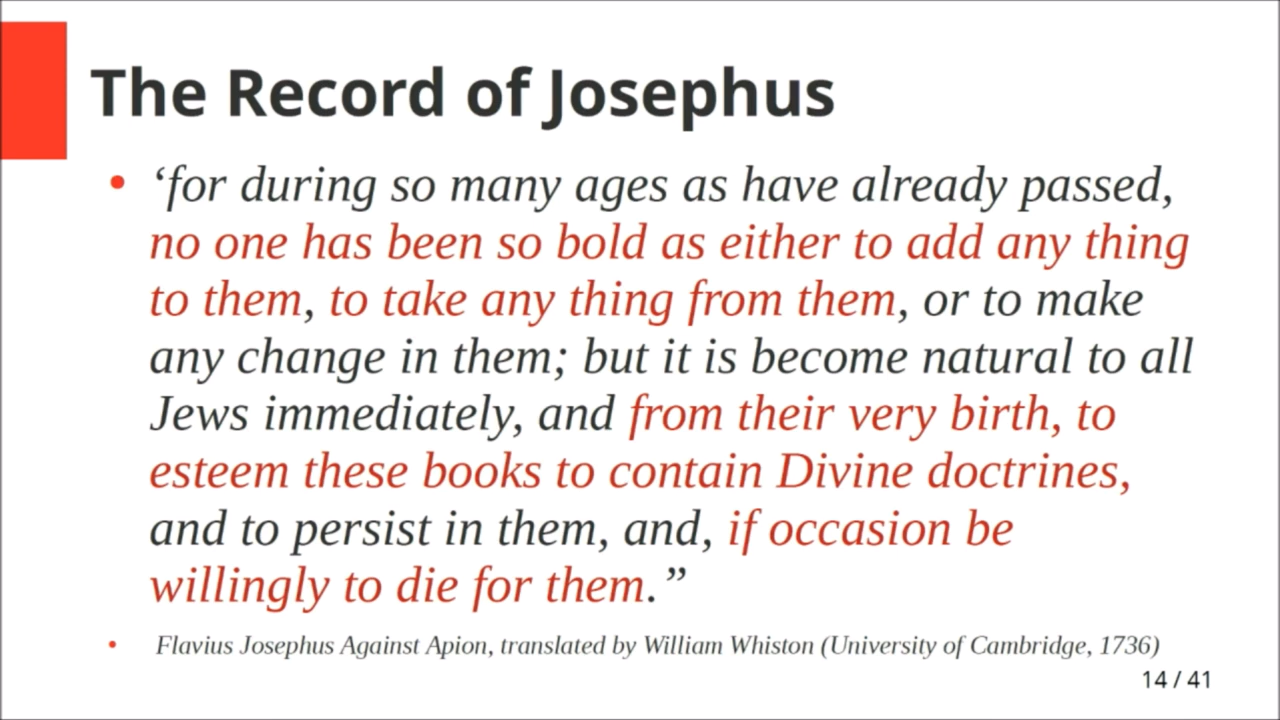 The Record of Josephus
• ‘for during so many ages as have already passed,
no one has been so bold as either to add any thing
to them, to take any thing from them, or to make
any change in them; but it is become natural to all
Jews immediately, and from their very birth, to
esteem these books to contain Divine doctrines,
and to persist in them, and, if occasion be
willingly to die for them.”
• Flavius Josephus Against Apion, translated by William Whiston (University of Cambridge, 1736)
14 / 41